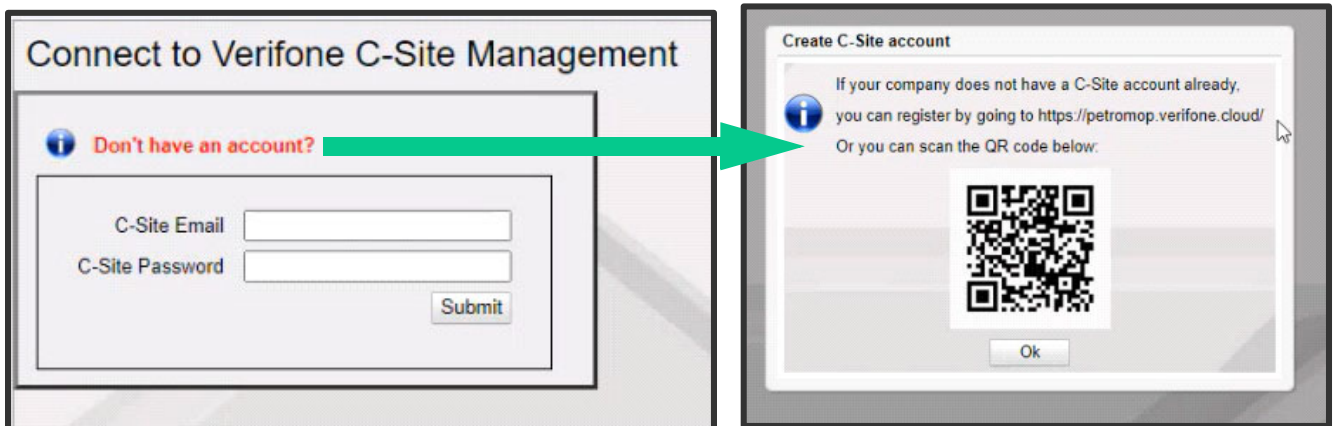 Connect to Verifone C-Site Management
Don't have an account?
C-Site Email
C-Site Password
Submit
Create C-Site account
If your company does not have a C-Site account already,
you can register by going to https://petromop.verifone.cloud/
Or you can scan the QR code below:
Ok